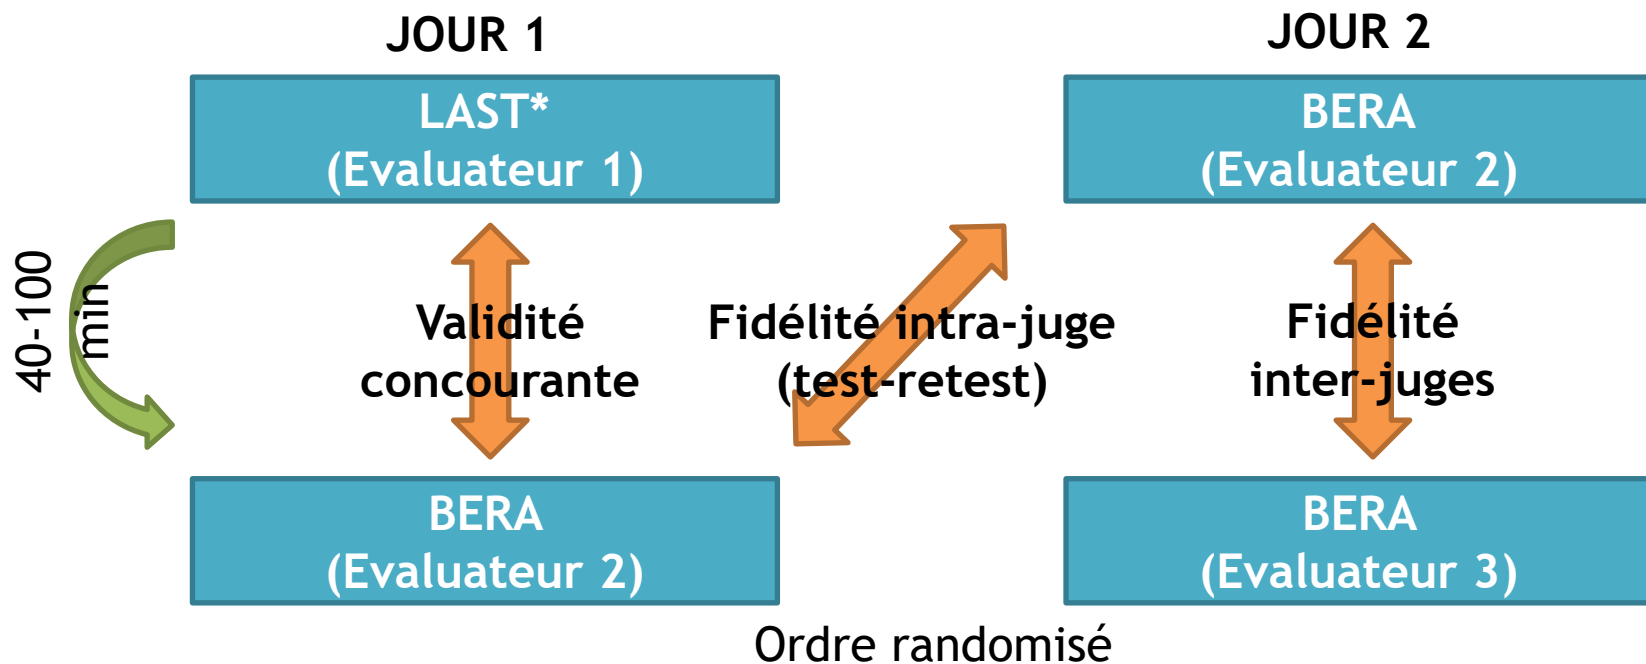 JOUR 1
JOUR 2
LAST*
(Evaluateur 1)
BERA
(Evaluateur 2)
40-100
min
Validité
concourante
Fidélité intra-juge
(test-retest)
Fidélité
inter-juges
BERA
(Evaluateur 2)
BERA
(Evaluateur 3)
Ordre randomisé